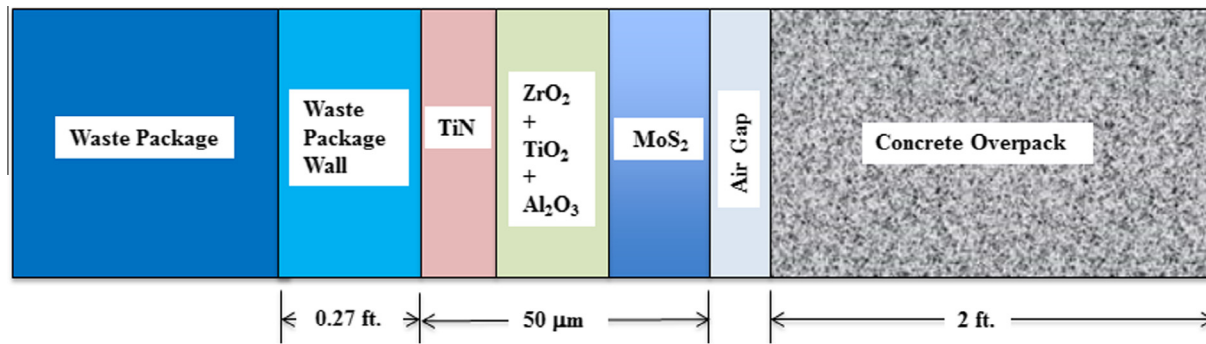 Waste Package
Waste
Package
Wall
TiN
ZrO₂
+
TiO₂
+
Al₂O₃
MoS₂
Air Gap
Concrete Overpack
0.27 ft.
50 μm
2 ft.